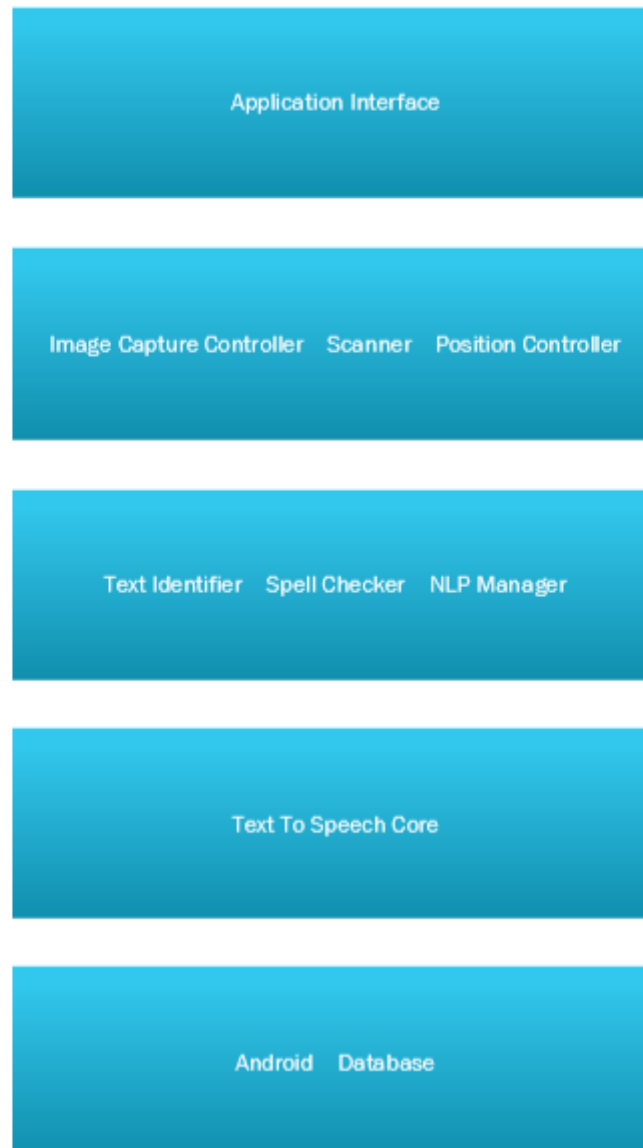 Application Interface
Image Capture Controller Scanner Position Controller
Text Identifier Spell Checker NLP Manager
Text To Speech Core
Android Database